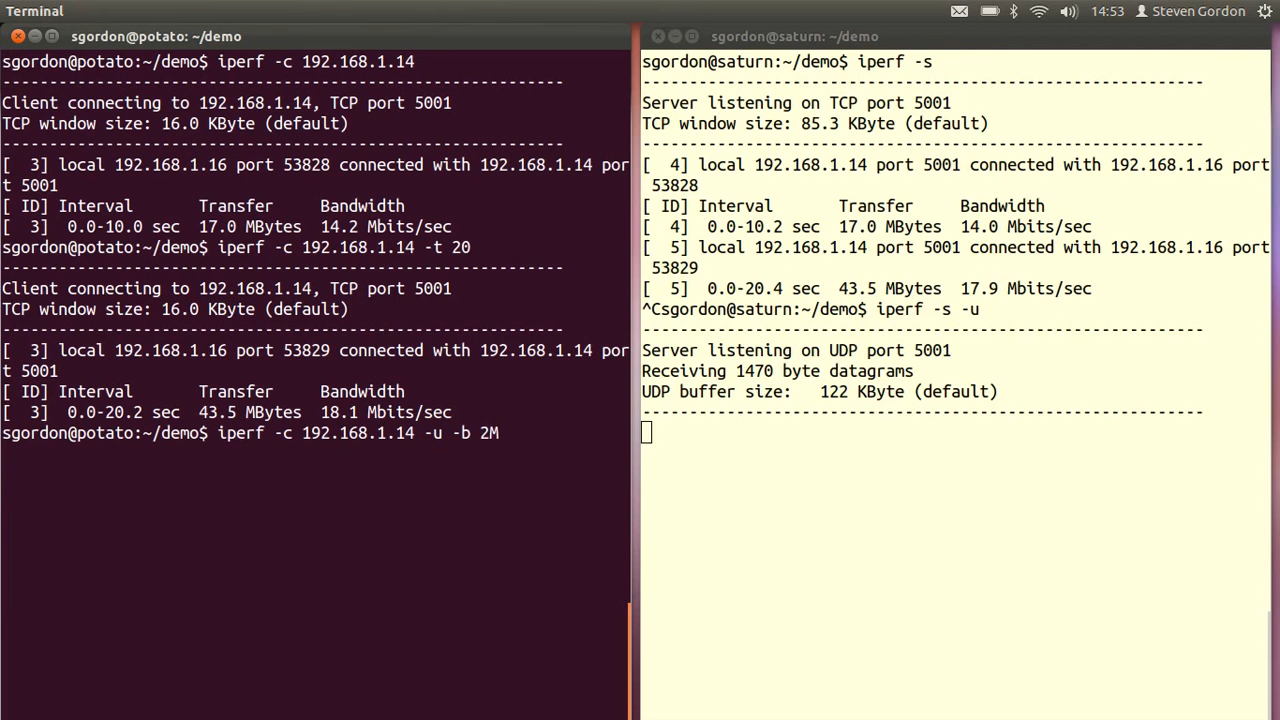 Terminal
14:53 Steven Gordon
sgordon@potato: ~/demo
sgordon@potato:~/demo$ iperf -c 192.168.1.14
------------------------------------------------------------
Client connecting to 192.168.1.14, TCP port 5001
TCP window size: 16.0 KByte (default)
------------------------------------------------------------
[  3] local 192.168.1.16 port 53828 connected with 192.168.1.14 por
t 5001
[ ID] Interval       Transfer     Bandwidth
[  3]  0.0-10.0 sec  17.0 MBytes  14.2 Mbits/sec
sgordon@potato:~/demo$ iperf -c 192.168.1.14 -t 20
------------------------------------------------------------
Client connecting to 192.168.1.14, TCP port 5001
TCP window size: 16.0 KByte (default)
------------------------------------------------------------
[  3] local 192.168.1.16 port 53829 connected with 192.168.1.14 por
t 5001
[ ID] Interval       Transfer     Bandwidth
[  3]  0.0-20.2 sec  43.5 MBytes  18.1 Mbits/sec
sgordon@potato:~/demo$ iperf -c 192.168.1.14 -u -b 2M
sgordon@saturn: ~/demo
sgordon@saturn:~/demo$ iperf -s
------------------------------------------------------------
Server listening on TCP port 5001
TCP window size: 85.3 KByte (default)
------------------------------------------------------------
[  4] local 192.168.1.14 port 5001 connected with 192.168.1.16 port
 53828
[ ID] Interval       Transfer     Bandwidth
[  4]  0.0-10.2 sec  17.0 MBytes  14.0 Mbits/sec
[  5] local 192.168.1.14 port 5001 connected with 192.168.1.16 port
 53829
[  5]  0.0-20.4 sec  43.5 MBytes  17.9 Mbits/sec
^Csgordon@saturn:~/demo$ iperf -s -u
------------------------------------------------------------
Server listening on UDP port 5001
Receiving 1470 byte datagrams
UDP buffer size:   122 KByte (default)
------------------------------------------------------------